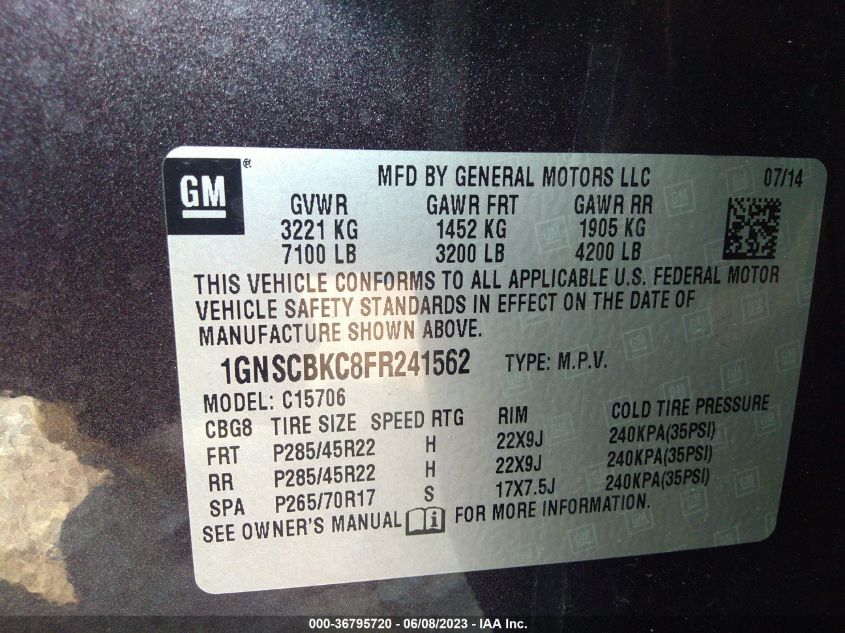 GM ®
MFD BY GENERAL MOTORS LLC 07/14
GVWR GAWR FRT GAWR RR
3221 KG 1452 KG 1905 KG
7100 LB 3200 LB 4200 LB
THIS VEHICLE CONFORMS TO ALL APPLICABLE U.S. FEDERAL MOTOR
VEHICLE SAFETY STANDARDS IN EFFECT ON THE DATE OF
MANUFACTURE SHOWN ABOVE.
1GNSCBKC8FR241562 TYPE: M.P.V.
MODEL: C15706
CBG8 TIRE SIZE SPEED RTG RIM COLD TIRE PRESSURE
FRT P285/45R22 H 22X9J 240KPA(35PSI)
RR P285/45R22 H 22X9J 240KPA(35PSI)
SPA P265/70R17 S 17X7.5J 240KPA(35PSI)
SEE OWNER'S MANUAL FOR MORE INFORMATION.
000-36795720 - 06/08/2023 - IAA Inc.